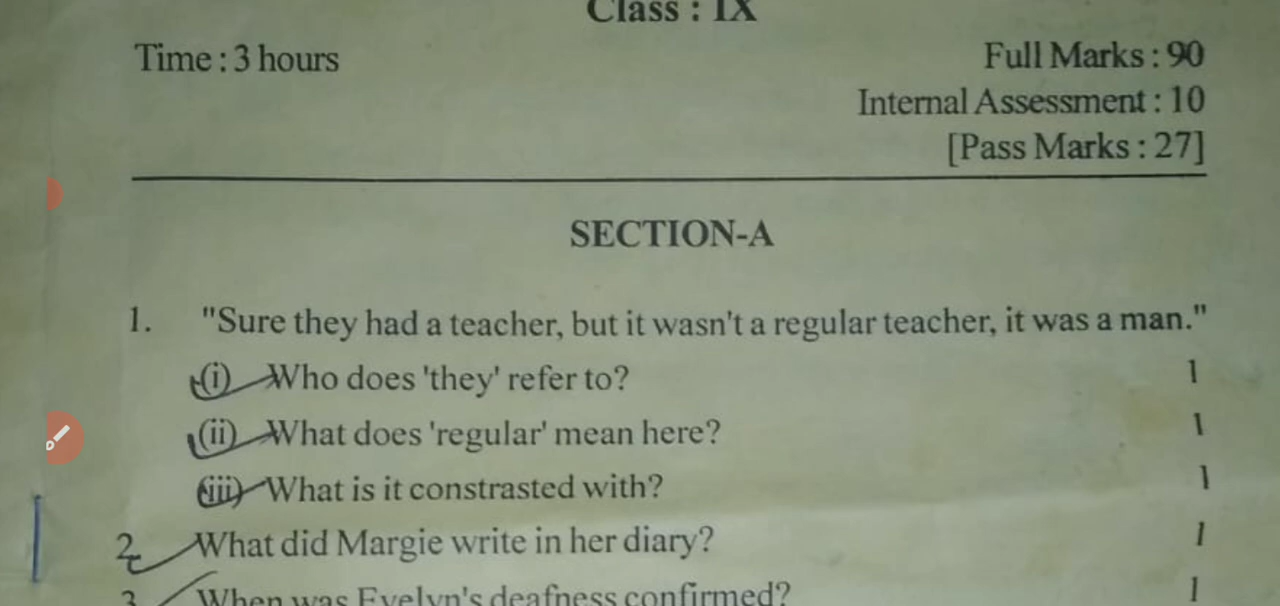 Class : IX
Time : 3 hours
Full Marks : 90
Internal Assessment : 10
[Pass Marks : 27]
SECTION-A
1. "Sure they had a teacher, but it wasn't a regular teacher, it was a man."
(i) Who does 'they' refer to? 1
(ii) What does 'regular' mean here? 1
(iii) What is it constrasted with? 1
2. What did Margie write in her diary? 1
3. When was Evelyn's deafness confirmed? 1